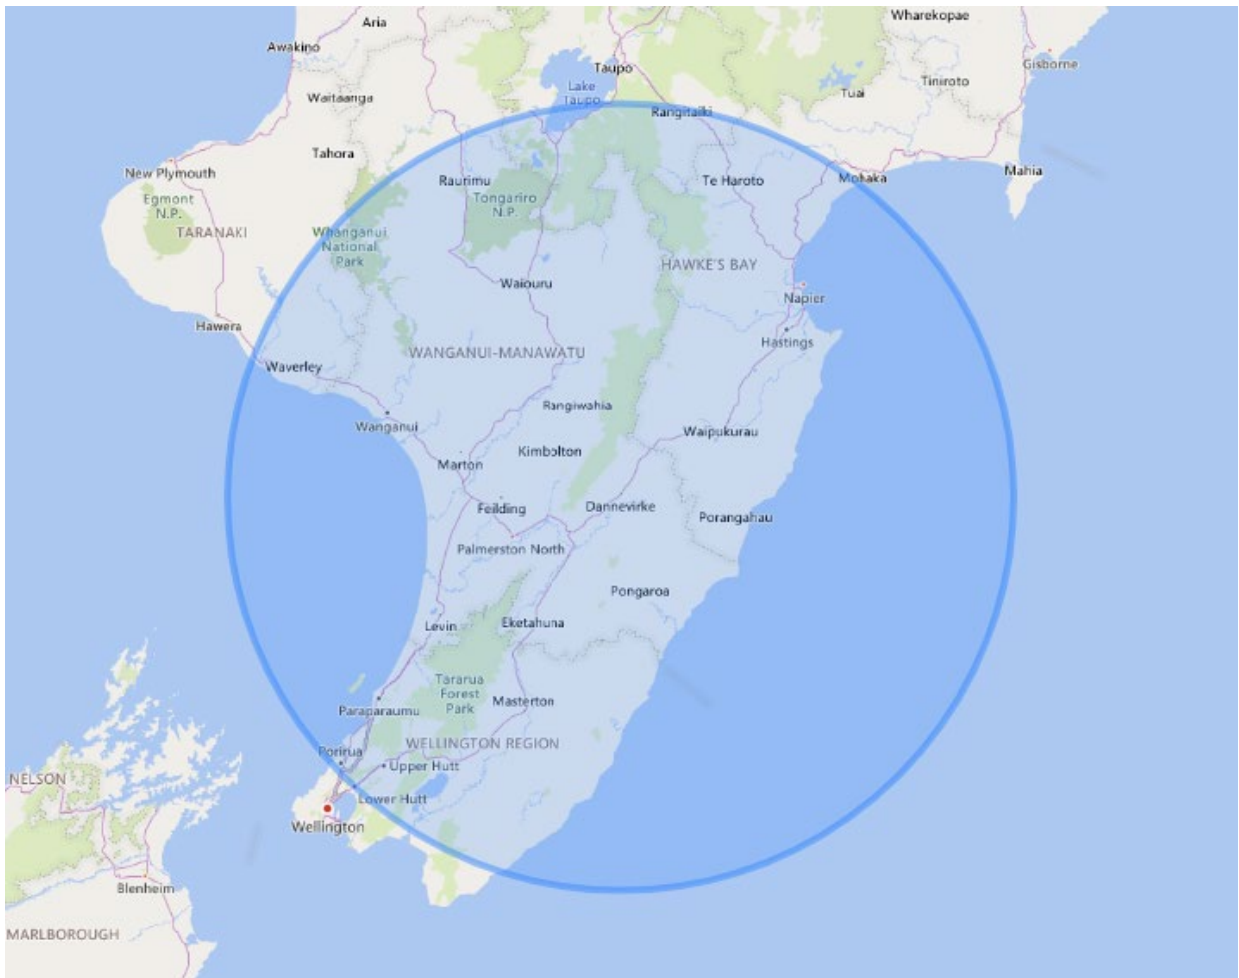 Wharekopae
Aria
Awakino
Gisborne
Taupo
Tiniroto
Lake
Taupo
Tuai
Waitaanga
Rangitaiki
Tahora
New Plymouth
Mahia
Raurimu
Te Haroto
Mohaka
Egmont
N.P.
Tongariro
N.P.
TARANAKI
Whanganui
National
Park
HAWKE'S BAY
Waiouru
Napier
Hawera
Hastings
WANGANUI-MANAWATU
Waverley
Rangiwahia
Wanganui
Waipukurau
Kimbolton
Marton
Feilding
Dannevirke
Porangahau
Palmerston North
Pongaroa
Levin
Eketahuna
Tararua
Forest
Park
Masterton
Paraparaumu
WELLINGTON REGION
Porirua
Upper Hutt
NELSON
Lower Hutt
Wellington
Blenheim
MARLBOROUGH